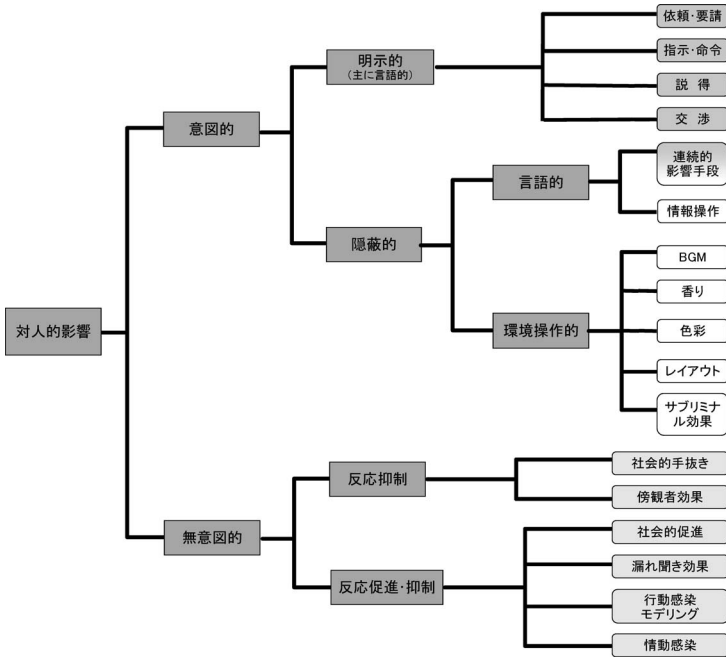 依頼・要請
明示的
(主に言語的)
指示・命令
説 得
交 渉
意図的
連続的
影響手段
言語的
情報操作
隠蔽的
BGM
香り
対人的影響
環境操作的
色彩
レイアウト
サブリミナ
ル効果
社会的手抜き
反応抑制
傍観者効果
無意図的
社会的促進
漏れ聞き効果
反応促進・抑制
行動感染
モデリング
情動感染